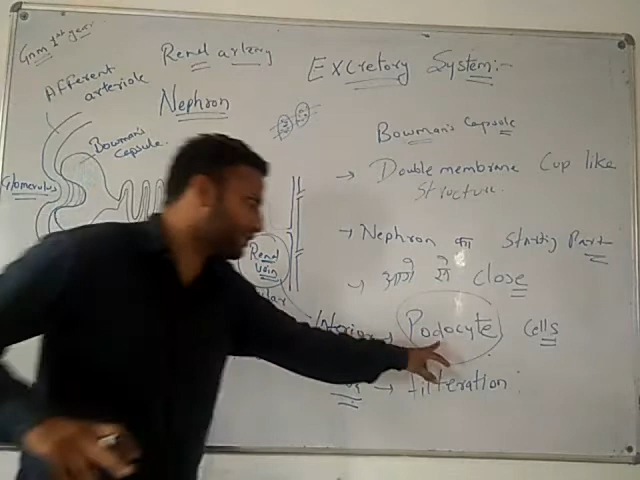 Gnm 1st year.
Renal artery
Excretory System:-
Afferent
arteriole
Nephron
Bowman's
Capsule.
Glomerulus
Bowman's Capsule
→ Double membrane Cup like
Structure.
→ Nephron का Starting Part
→ आगे से Close
Renal
Vein
→ Podocyte Cells
→ filteration :